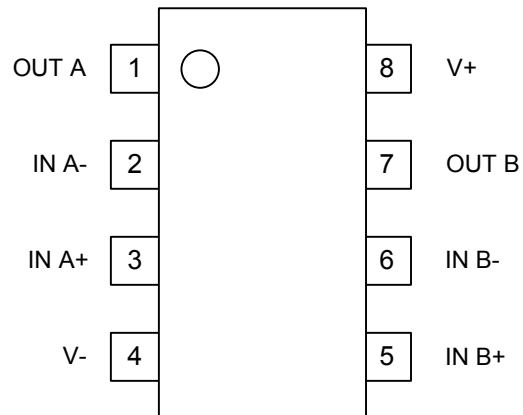 OUT A 1 8 V+
IN A- 2 7 OUT B
IN A+ 3 6 IN B-
V- 4 5 IN B+